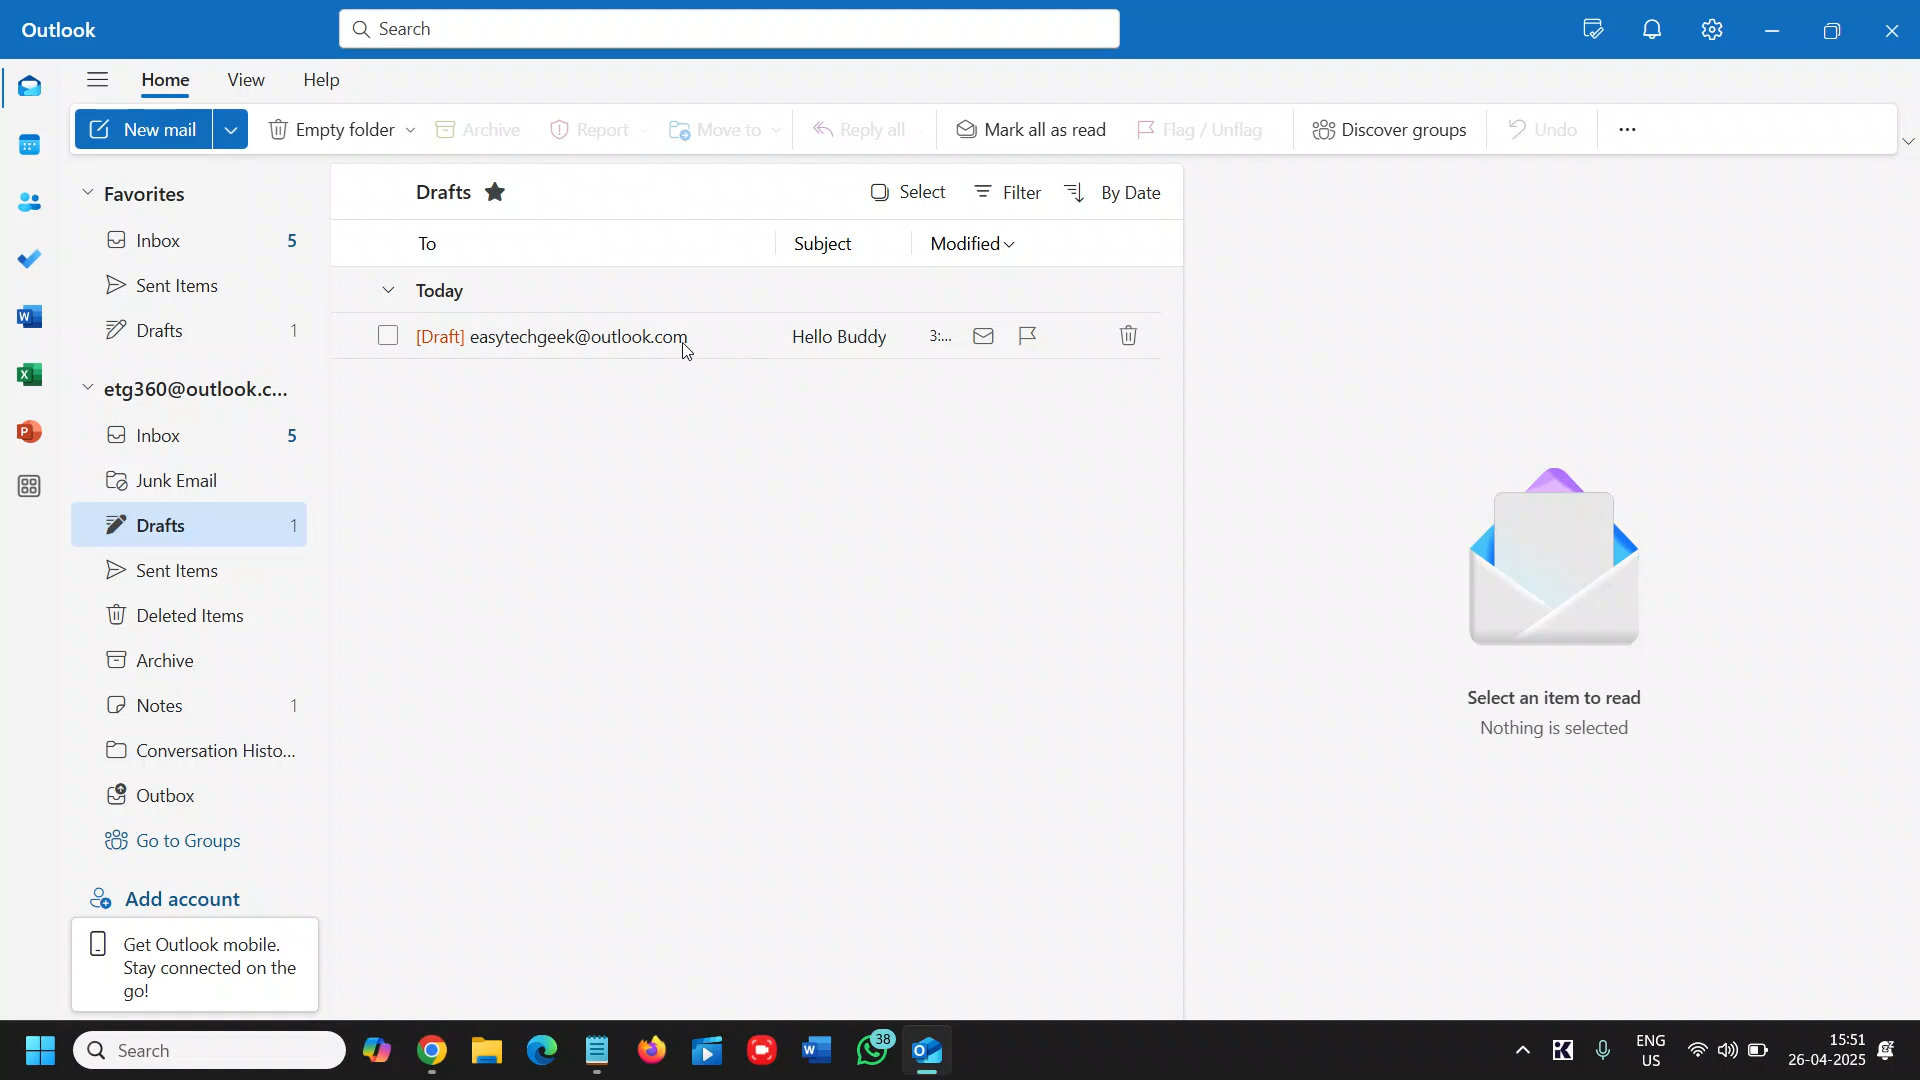 Outlook
Search
Home View Help
New mail Empty folder Archive Report Move to Reply all Mark all as read Flag / Unflag Discover groups Undo ...
Favorites
Inbox 5
Sent Items
Drafts 1
etg360@outlook.c...
Inbox 5
Junk Email
Drafts 1
Sent Items
Deleted Items
Archive
Notes 1
Conversation Histo...
Outbox
Go to Groups
Add account
Get Outlook mobile.
Stay connected on the
go!
Drafts Select Filter By Date
To Subject Modified
Today
[Draft] easytechgeek@outlook.com Hello Buddy 3:...
Select an item to read
Nothing is selected
Search
38
ENG
US
15:51
26-04-2025